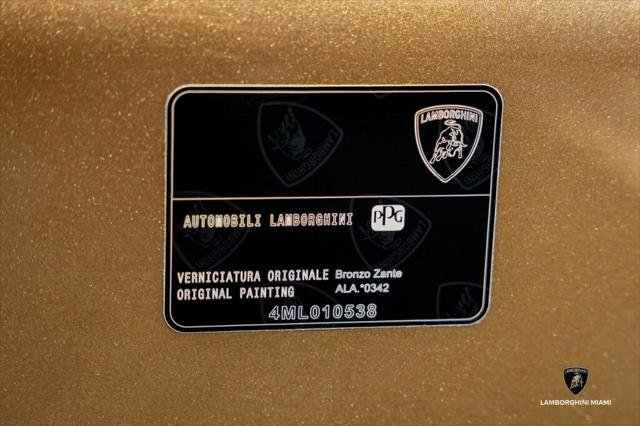 LAMBORGHINI
AUTOMOBILI LAMBORGHINI PPG
VERNICIATURA ORIGINALE Bronzo Zante
ORIGINAL PAINTING ALA.*0342
4ML010538
LAMBORGHINI MIAMI